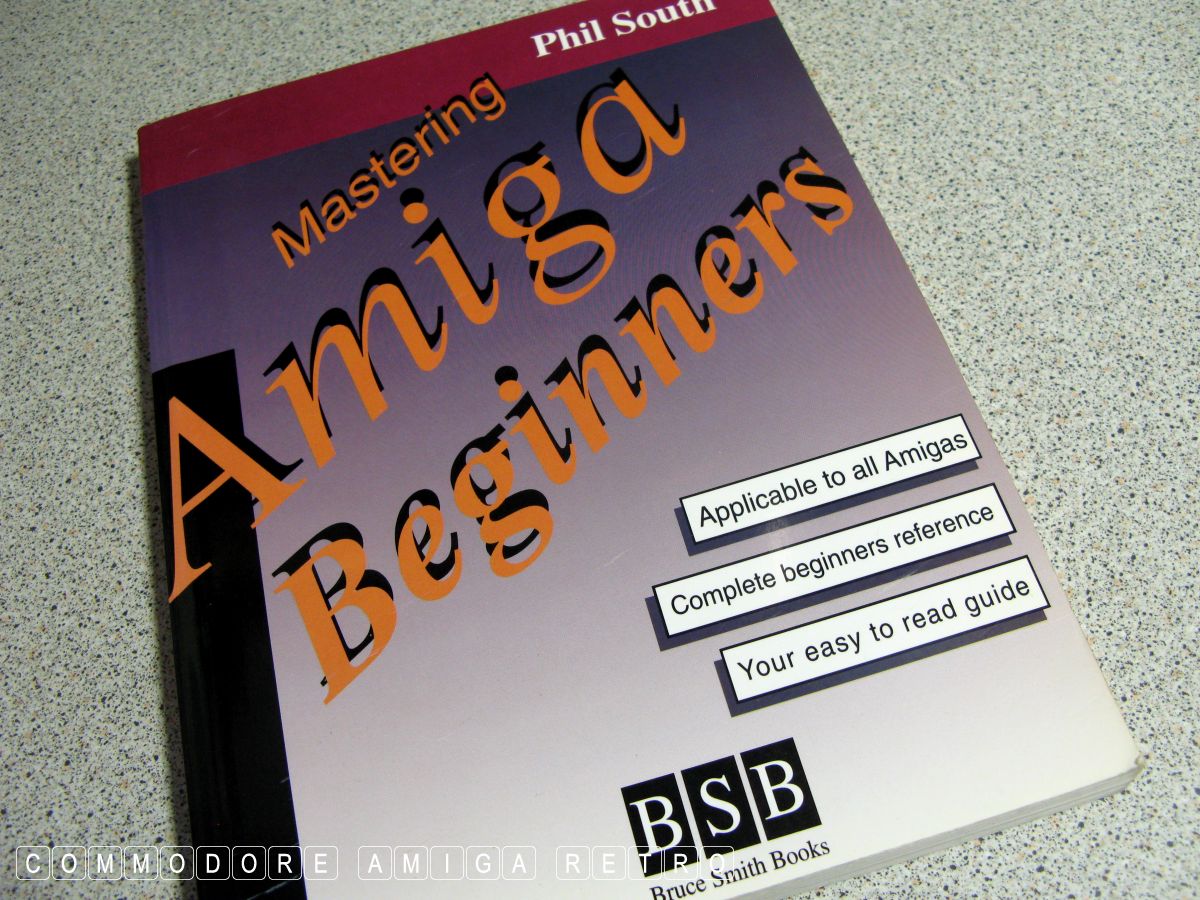 Phil South
Mastering
Amiga
Beginners
Applicable to all Amigas
Complete beginners reference
Your easy to read guide
BSB
Bruce Smith Books
COMMODORE AMIGA RETRO